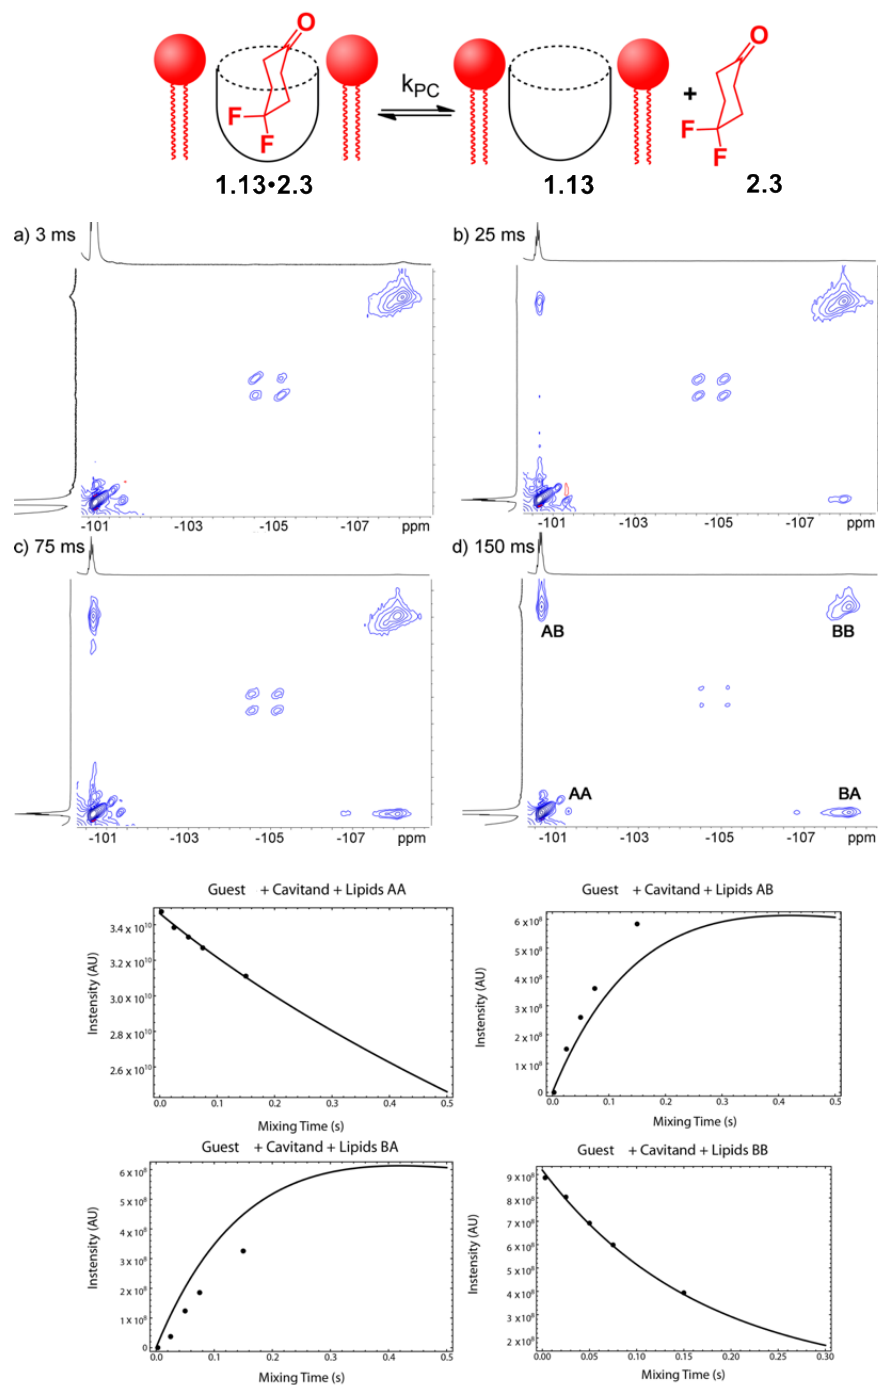 O
F
F
kPC
+
O
F
F
1.13•2.3
1.13
2.3
a) 3 ms
b) 25 ms
-101 -103 -105 -107 ppm
-101 -103 -105 -107 ppm
c) 75 ms
d) 150 ms
AB
BB
AA
BA
-101 -103 -105 -107 ppm
-101 -103 -105 -107 ppm
Guest + Cavitand + Lipids AA
Instensity (AU)
3.4 x 10^10
3.2 x 10^10
3.0 x 10^10
2.8 x 10^10
2.6 x 10^10
0.0 0.1 0.2 0.3 0.4 0.5
Mixing Time (s)
Guest + Cavitand + Lipids AB
Instensity (AU)
6 x 10^8
5 x 10^8
4 x 10^8
3 x 10^8
2 x 10^8
1 x 10^8
0
0.0 0.1 0.2 0.3 0.4 0.5
Mixing Time (s)
Guest + Cavitand + Lipids BA
Instensity (AU)
6 x 10^8
5 x 10^8
4 x 10^8
3 x 10^8
2 x 10^8
1 x 10^8
0
0.0 0.1 0.2 0.3 0.4 0.5
Mixing Time (s)
Guest + Cavitand + Lipids BB
Instensity (AU)
9 x 10^8
8 x 10^8
7 x 10^8
6 x 10^8
5 x 10^8
4 x 10^8
3 x 10^8
2 x 10^8
0.00 0.05 0.10 0.15 0.20 0.25 0.30
Mixing Time (s)